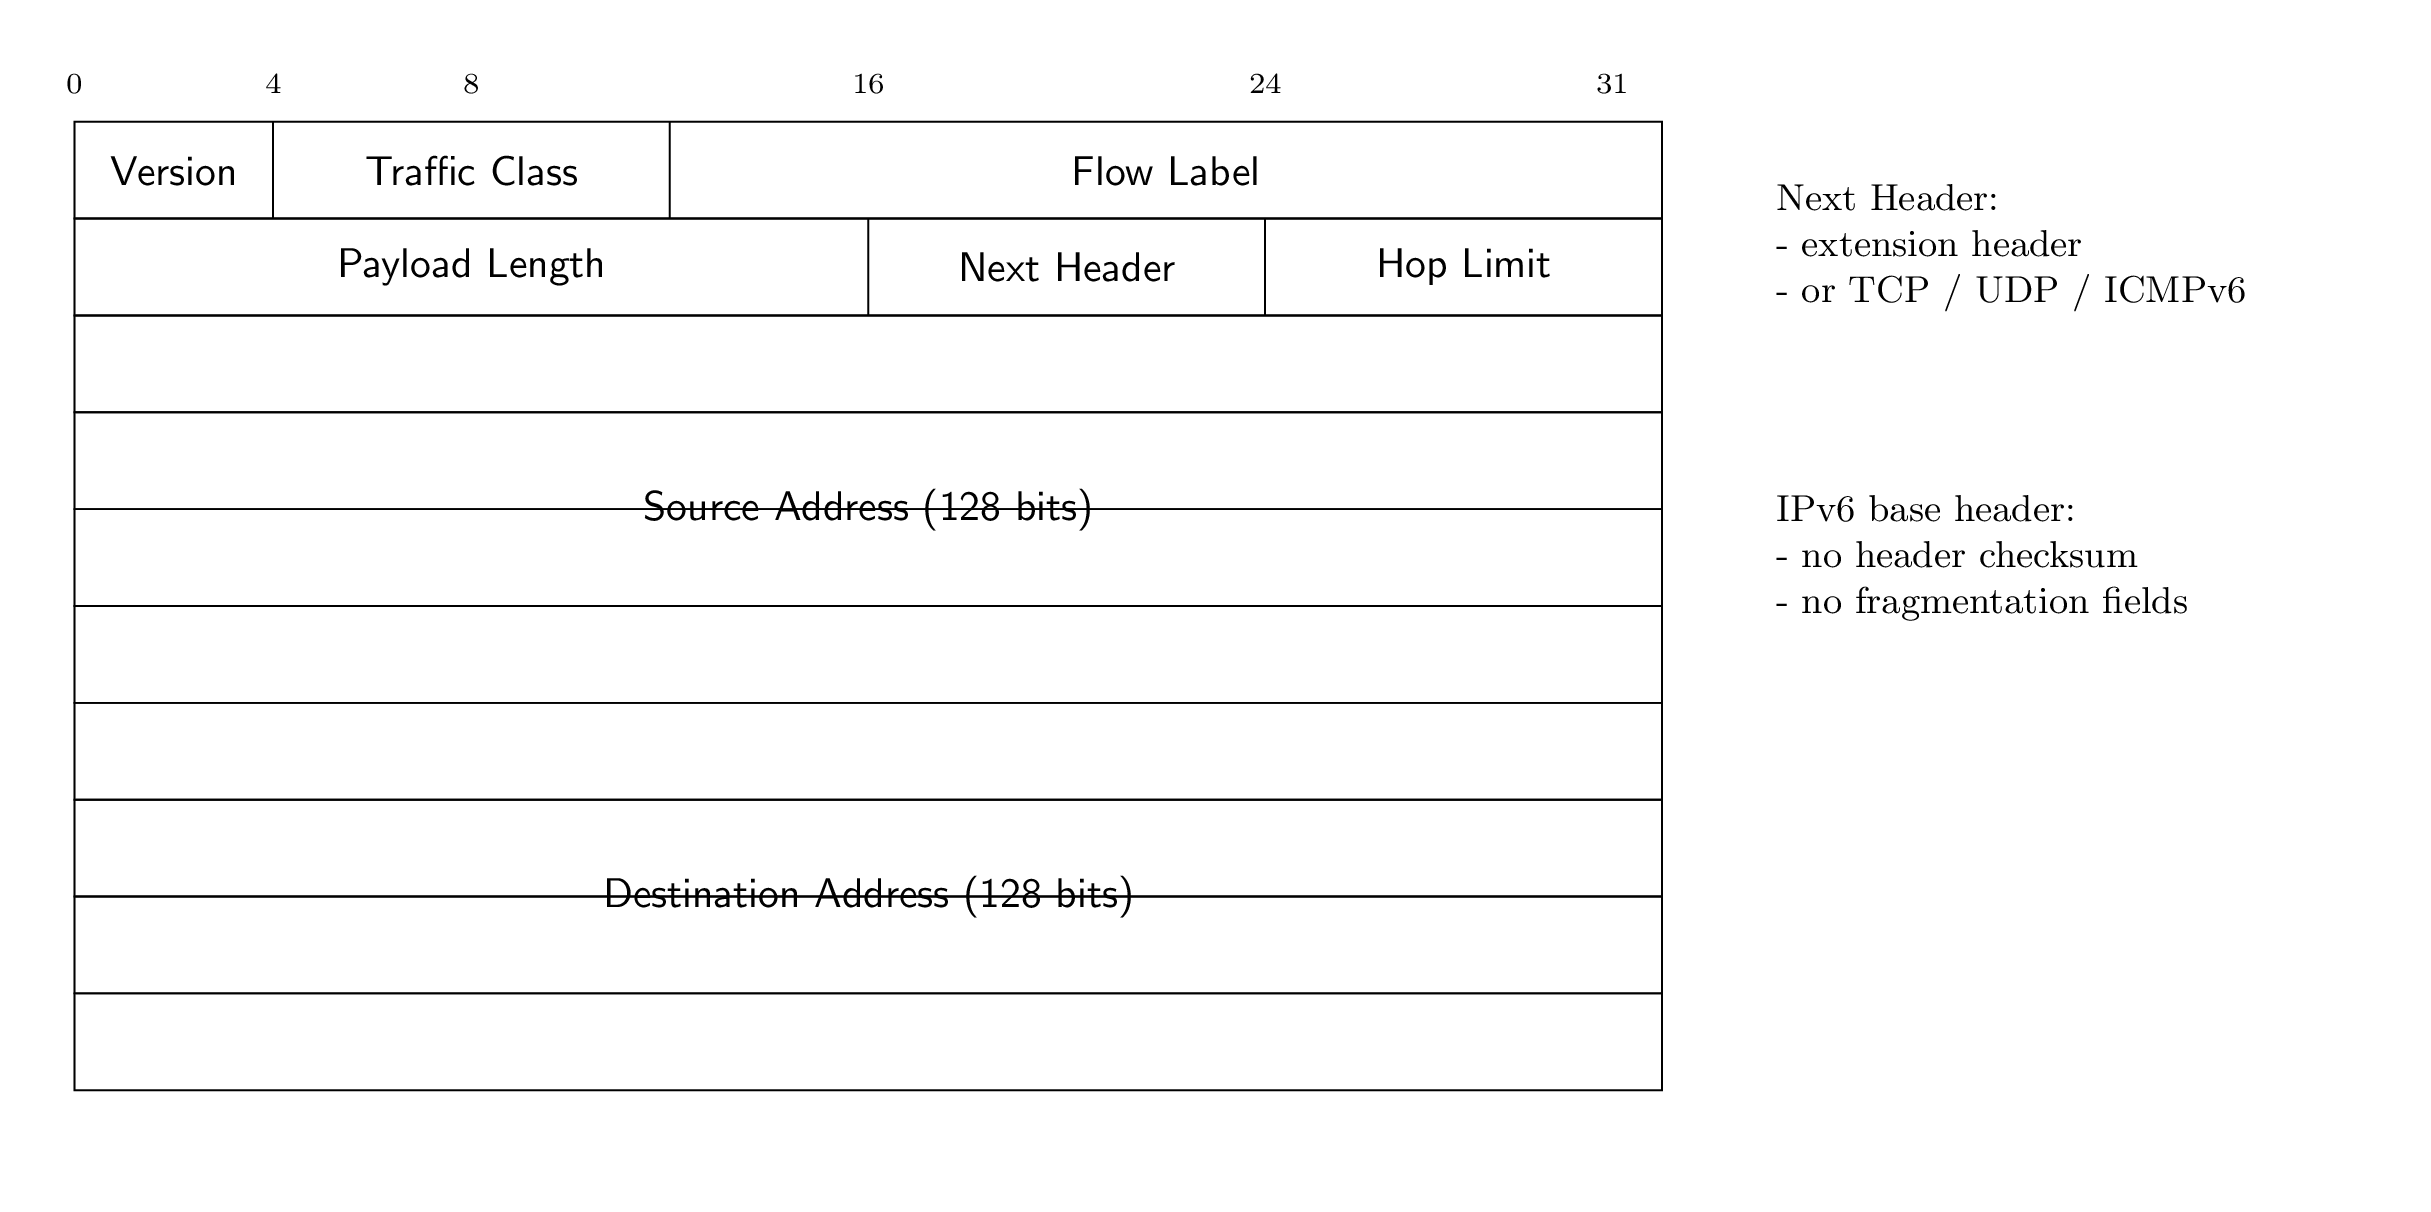 0 4 8 16 24 31
Version Traffic Class Flow Label
Payload Length Next Header Hop Limit
Source Address (128 bits)
Destination Address (128 bits)
Next Header:
- extension header
- or TCP / UDP / ICMPv6
IPv6 base header:
- no header checksum
- no fragmentation fields